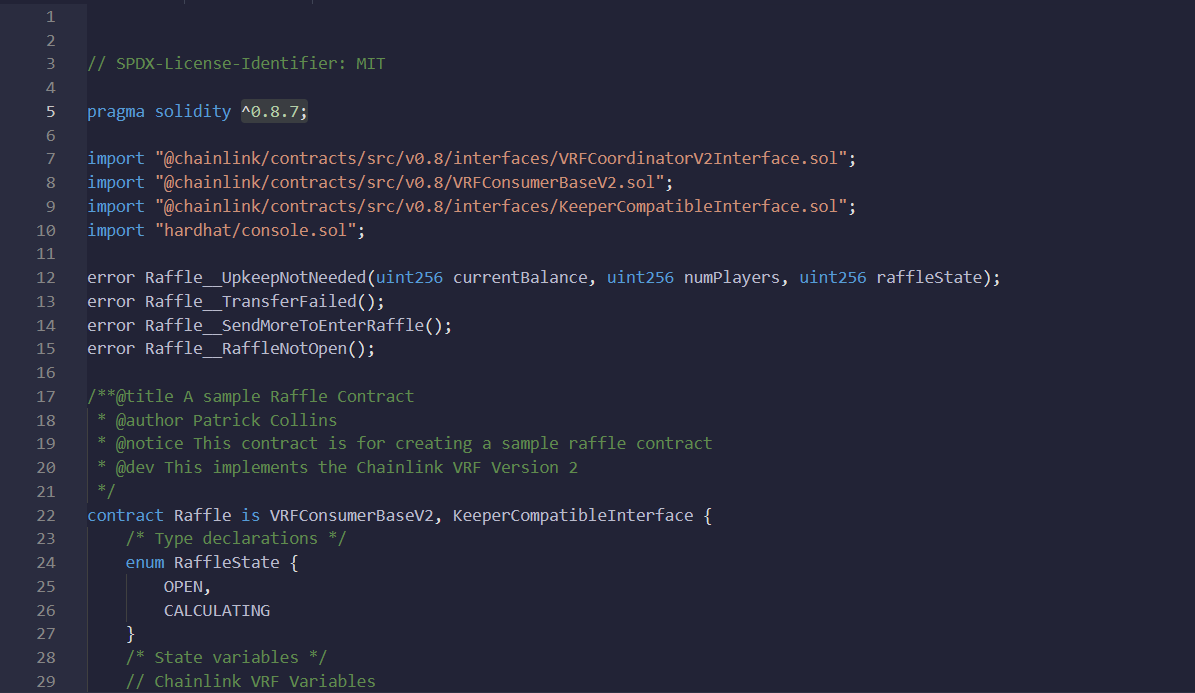 1
2
3 // SPDX-License-Identifier: MIT
4
5 pragma solidity ^0.8.7;
6
7 import "@chainlink/contracts/src/v0.8/interfaces/VRFCoordinatorV2Interface.sol";
8 import "@chainlink/contracts/src/v0.8/VRFConsumerBaseV2.sol";
9 import "@chainlink/contracts/src/v0.8/interfaces/KeeperCompatibleInterface.sol";
10 import "hardhat/console.sol";
11
12 error Raffle__UpkeepNotNeeded(uint256 currentBalance, uint256 numPlayers, uint256 raffleState);
13 error Raffle__TransferFailed();
14 error Raffle__SendMoreToEnterRaffle();
15 error Raffle__RaffleNotOpen();
16
17 /**@title A sample Raffle Contract
18  * @author Patrick Collins
19  * @notice This contract is for creating a sample raffle contract
20  * @dev This implements the Chainlink VRF Version 2
21  */
22 contract Raffle is VRFConsumerBaseV2, KeeperCompatibleInterface {
23     /* Type declarations */
24     enum RaffleState {
25         OPEN,
26         CALCULATING
27     }
28     /* State variables */
29     // Chainlink VRF Variables